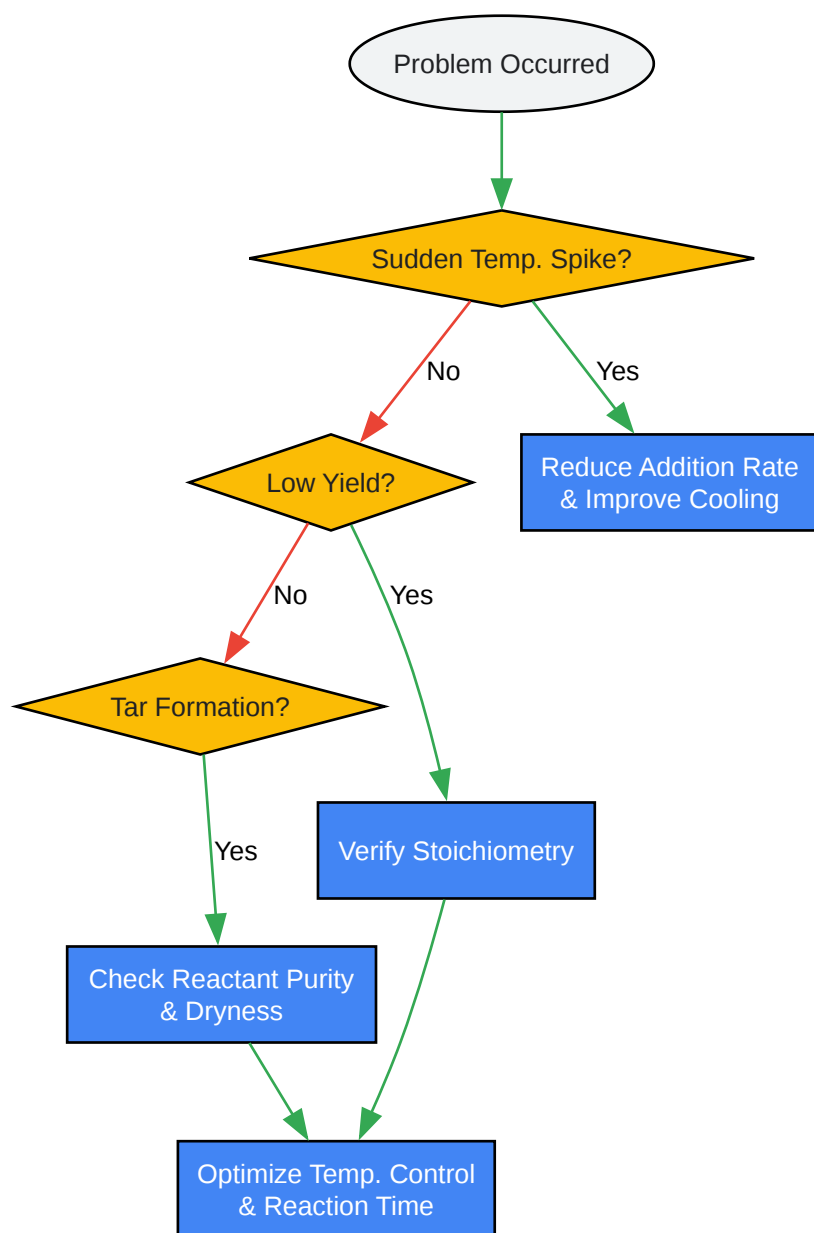 Problem Occurred
Sudden Temp. Spike?
No
Yes
Low Yield?
Reduce Addition Rate
& Improve Cooling
No
Yes
Tar Formation?
Yes
Verify Stoichiometry
Check Reactant Purity
& Dryness
Optimize Temp. Control
& Reaction Time